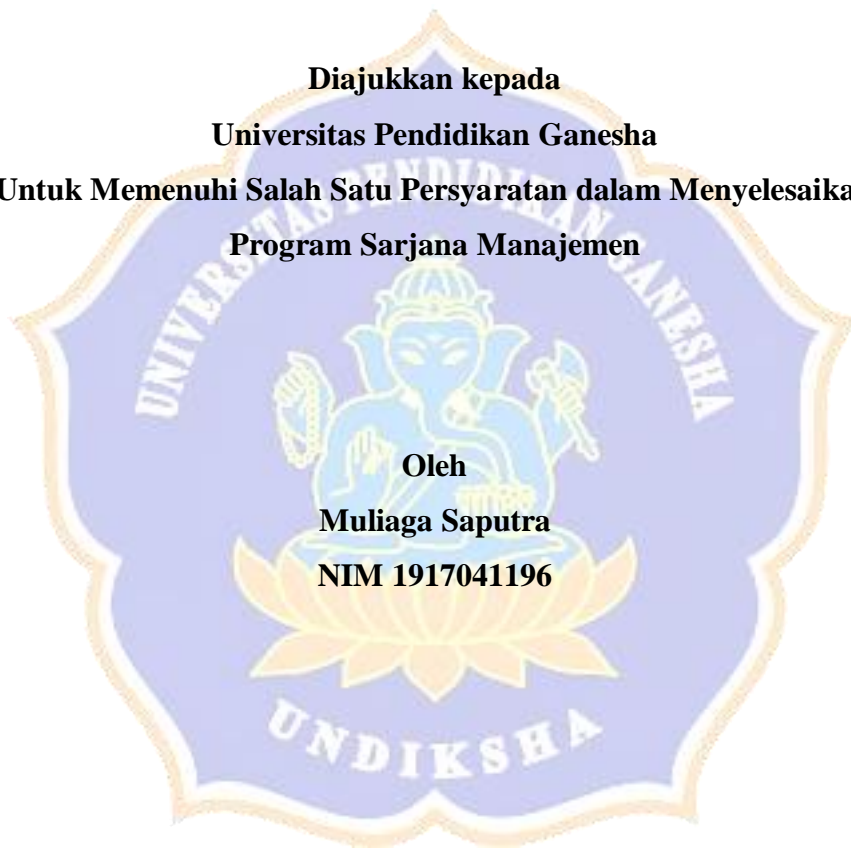 Diajukkan kepada
Universitas Pendidikan Ganesha
Untuk Memenuhi Salah Satu Persyaratan dalam Menyelesaika
Program Sarjana Manajemen
UNIVERSITAS PENDIDIKAN GANESHA
Oleh
Muliaga Saputra
NIM 1917041196
UNDIKSHA